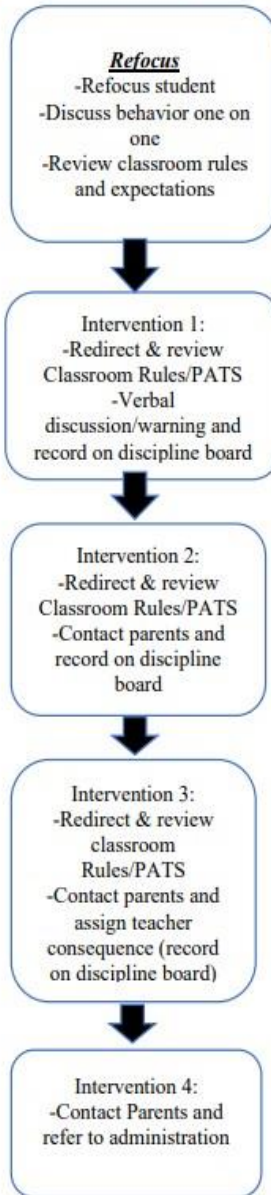 Refocus
-Refocus student
-Discuss behavior one on
one
-Review classroom rules
and expectations
Intervention 1:
-Redirect & review
Classroom Rules/PATS
-Verbal
discussion/warning and
record on discipline board
Intervention 2:
-Redirect & review
Classroom Rules/PATS
-Contact parents and
record on discipline
board
Intervention 3:
-Redirect & review
classroom
Rules/PATS
-Contact parents and
assign teacher
consequence (record
on discipline board)
Intervention 4:
-Contact Parents and
refer to administration